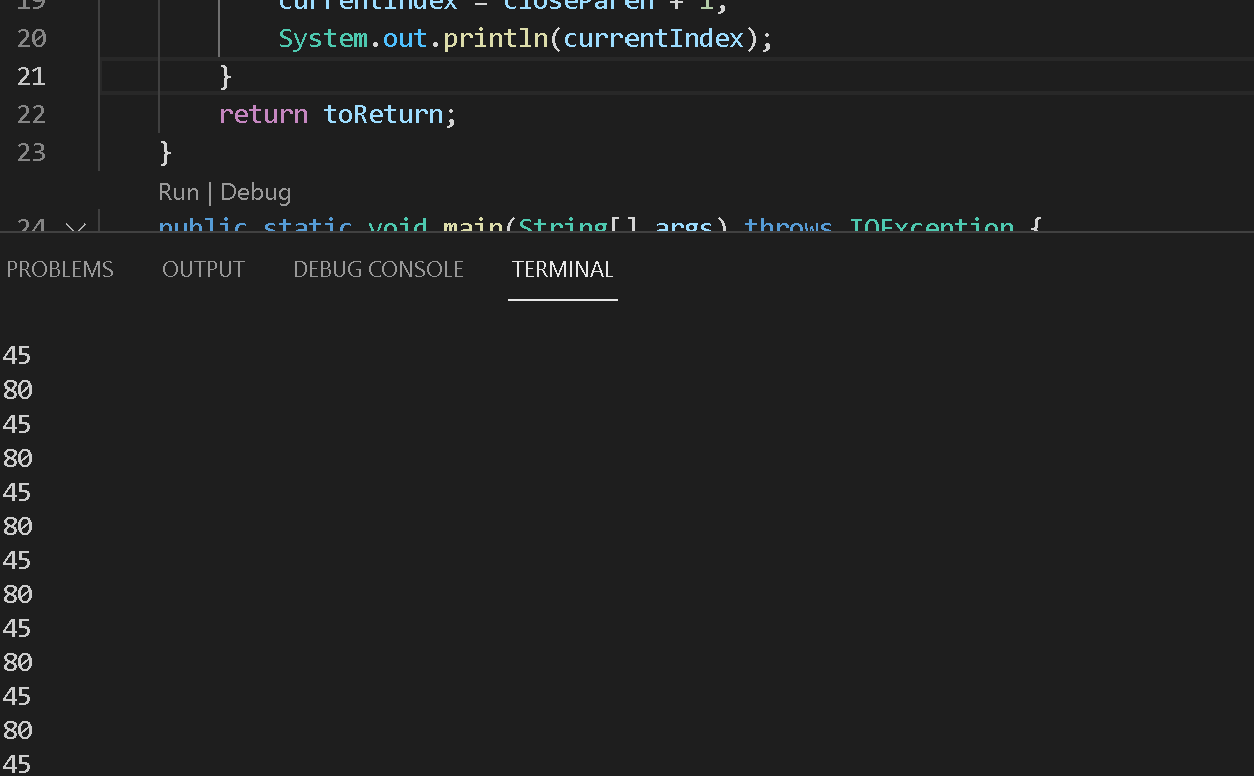 19 currentIndex = closeParen + 1;
20 System.out.println(currentIndex);
21 }
22 return toReturn;
23 }
Run | Debug
24 public static void main(String[] args) throws IOException {
PROBLEMS OUTPUT DEBUG CONSOLE TERMINAL
45
80
45
80
45
80
45
80
45
80
45
80
45